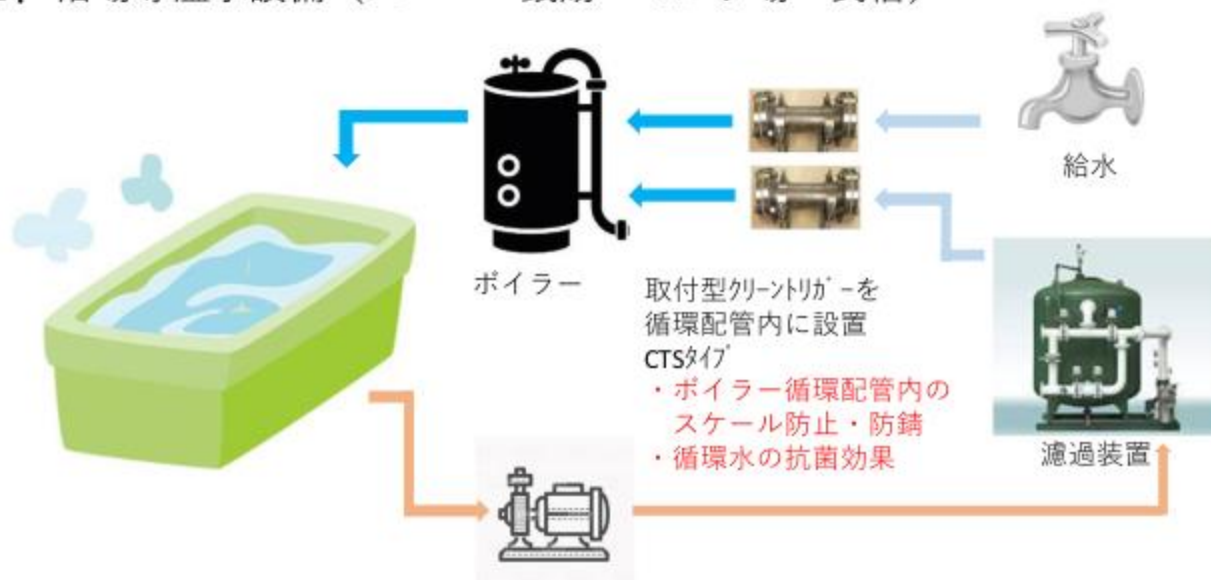 給水
ボイラー
取付型ｸﾘｰﾝﾄﾘｶﾞｰを
循環配管内に設置
CTSﾀｲﾌﾟ
・ボイラー循環配管内の
スケール防止・防錆
・循環水の抗菌効果
濾過装置